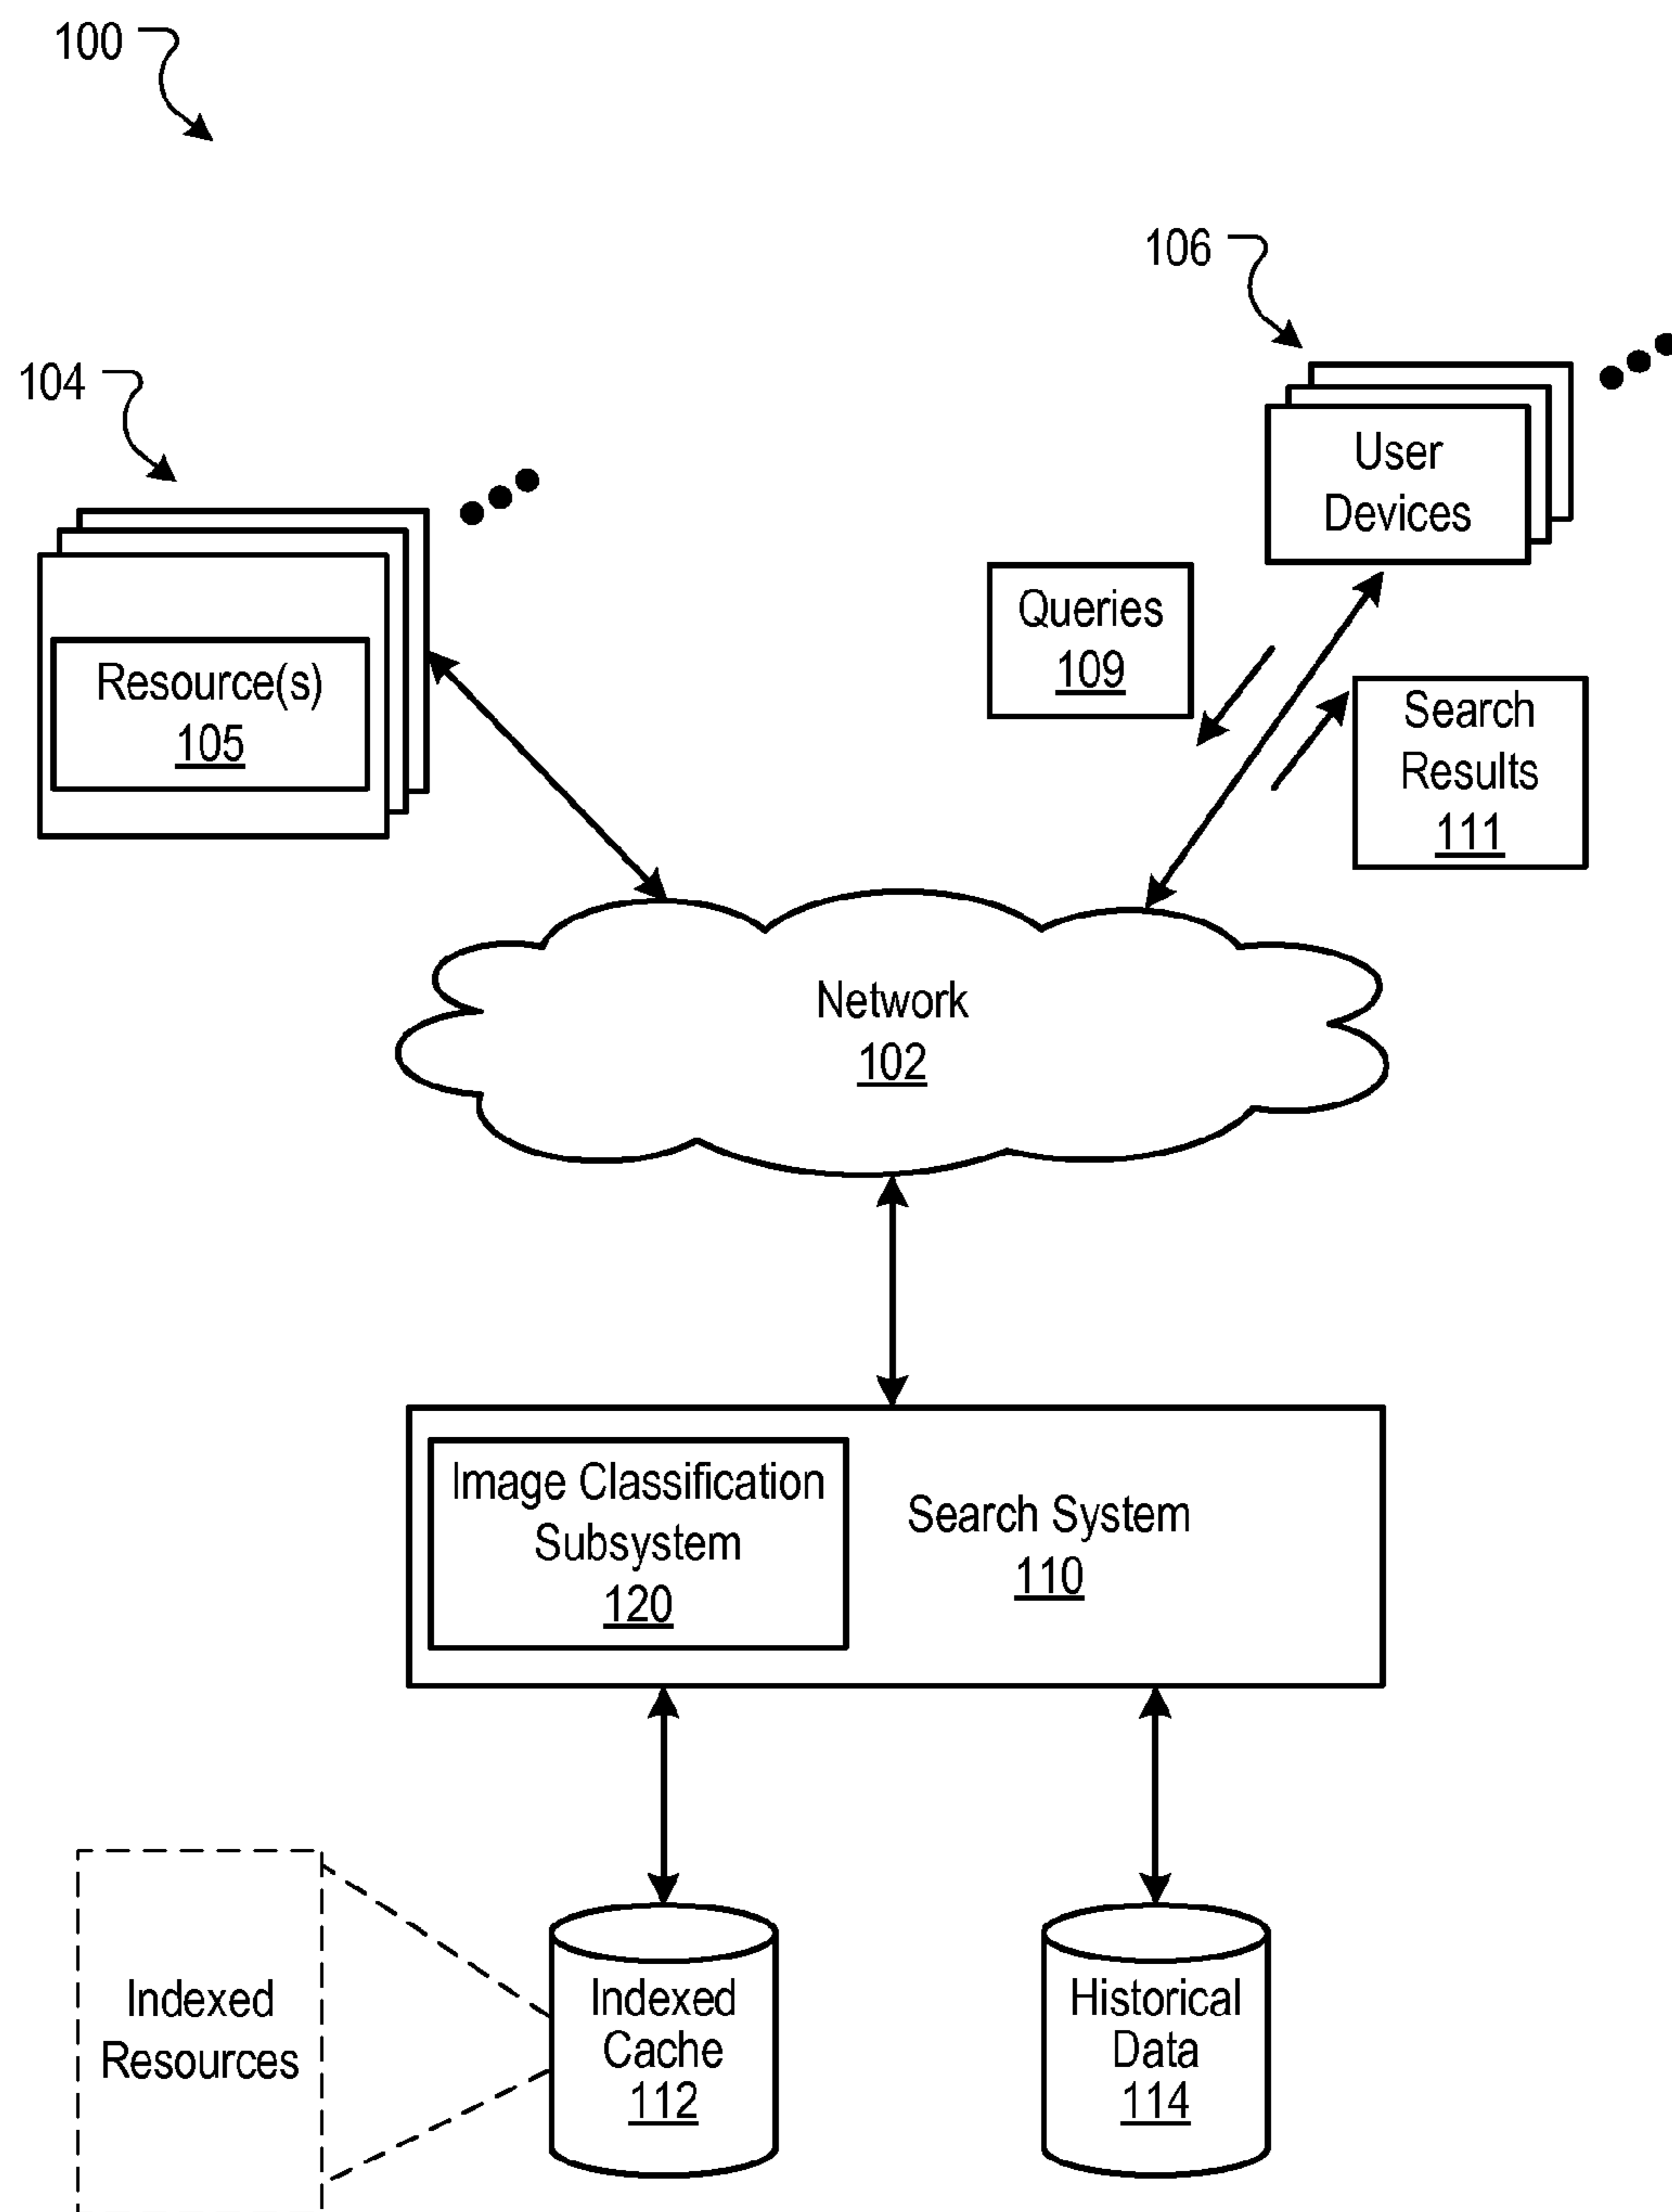 100
106
104
User
Devices
Queries
109
Resource(s)
105
Search
Results
111
Network
102
Image Classification
Subsystem
120
Search System
110
Indexed
Resources
Indexed
Cache
112
Historical
Data
114